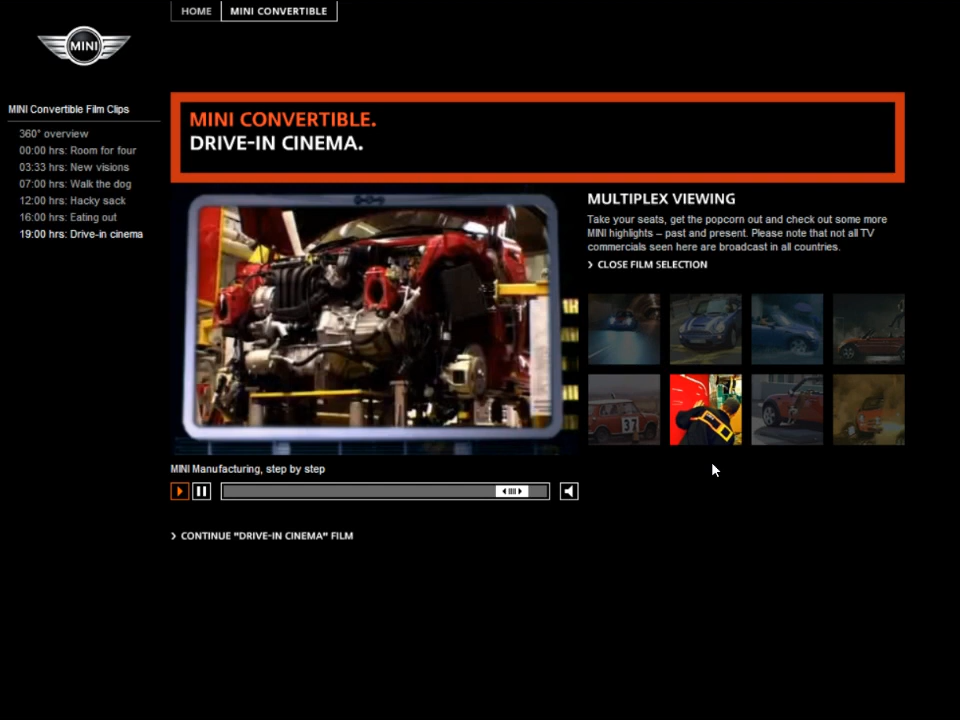 HOME
MINI CONVERTIBLE
MINI
MINI Convertible Film Clips
360° overview
00:00 hrs: Room for four
03:33 hrs: New visions
07:00 hrs: Walk the dog
12:00 hrs: Hacky sack
16:00 hrs: Eating out
19:00 hrs: Drive-in cinema
MINI CONVERTIBLE.
DRIVE-IN CINEMA.
MULTIPLEX VIEWING
Take your seats, get the popcorn out and check out some more
MINI highlights – past and present. Please note that not all TV
commercials seen here are broadcast in all countries.
CLOSE FILM SELECTION
37
MINI Manufacturing, step by step
CONTINUE "DRIVE-IN CINEMA" FILM